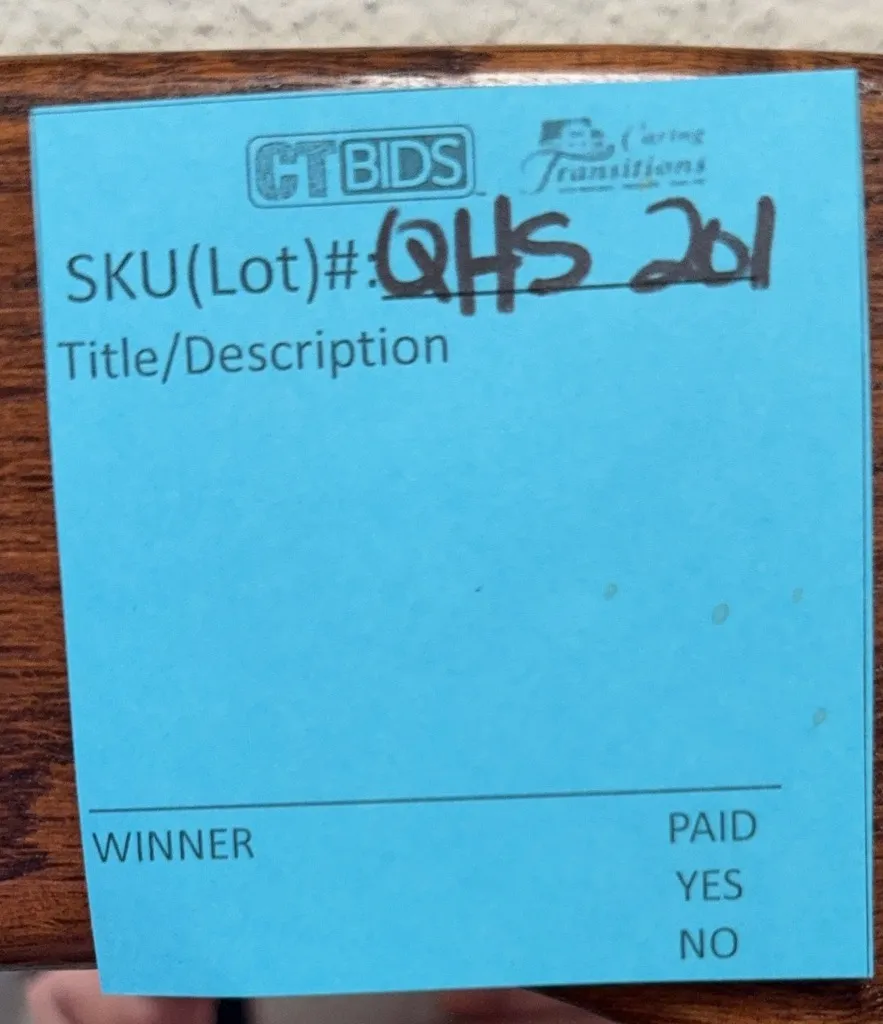 CTBIDS
Caring
Transitions
SKU(Lot)#: QHS 201
Title/Description
WINNER
PAID
YES
NO